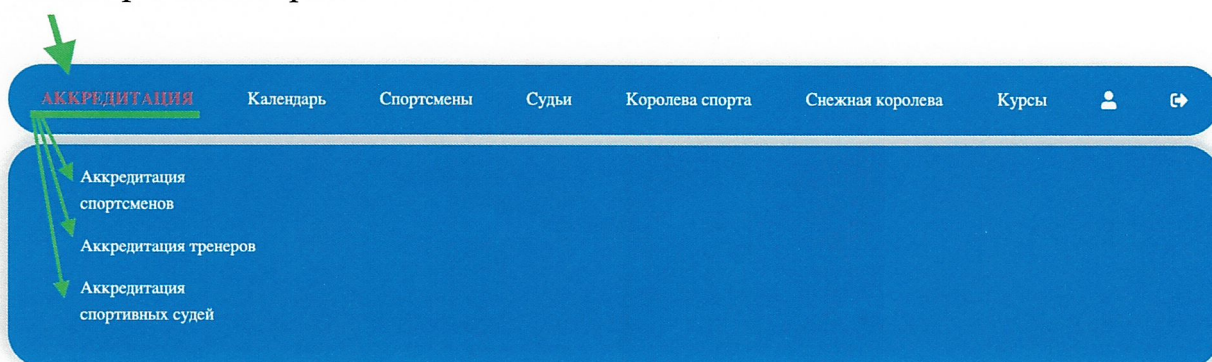 АККРЕДИТАЦИЯ Календарь Спортсмены Судьи Королева спорта Снежная королева Курсы
Аккредитация
спортсменов
Аккредитация тренеров
Аккредитация
спортивных судей